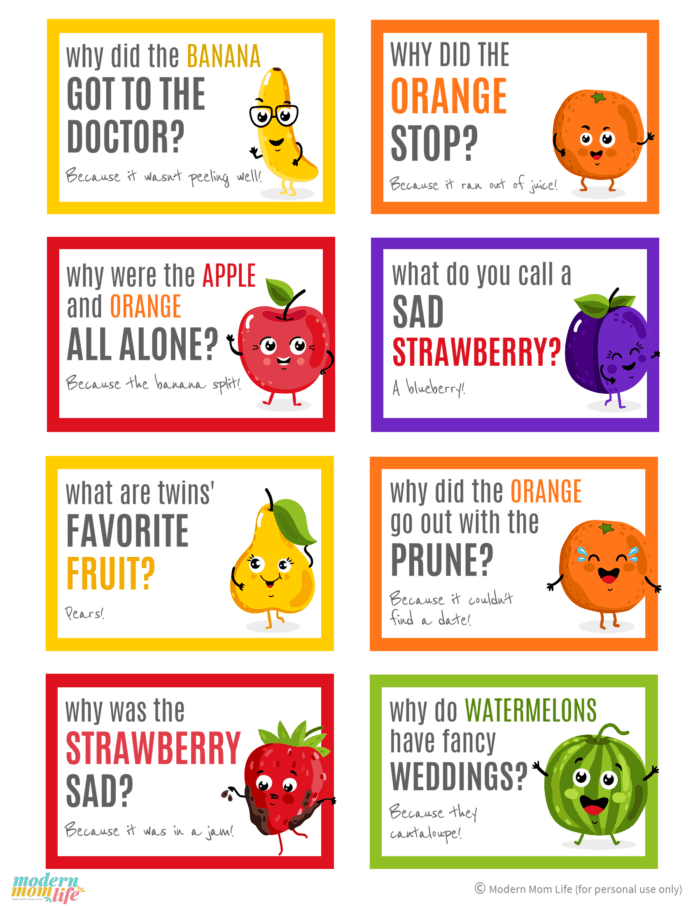 why did the BANANA
GOT TO THE
DOCTOR?
Because it wasn't peeling well!
WHY DID THE
ORANGE
STOP?
Because it ran out of juice!
why were the APPLE
and ORANGE
ALL ALONE?
Because the banana split!
what do you call a
SAD
STRAWBERRY?
A blueberry!
what are twins'
FAVORITE
FRUIT?
Pears!
why did the ORANGE
go out with the
PRUNE?
Because it couldn't
find a date!
why was the
STRAWBERRY
SAD?
Because it was in a jam!
why do WATERMELONS
have fancy
WEDDINGS?
Because they
cantaloupe!
modern
mom life
© Modern Mom Life (for personal use only)